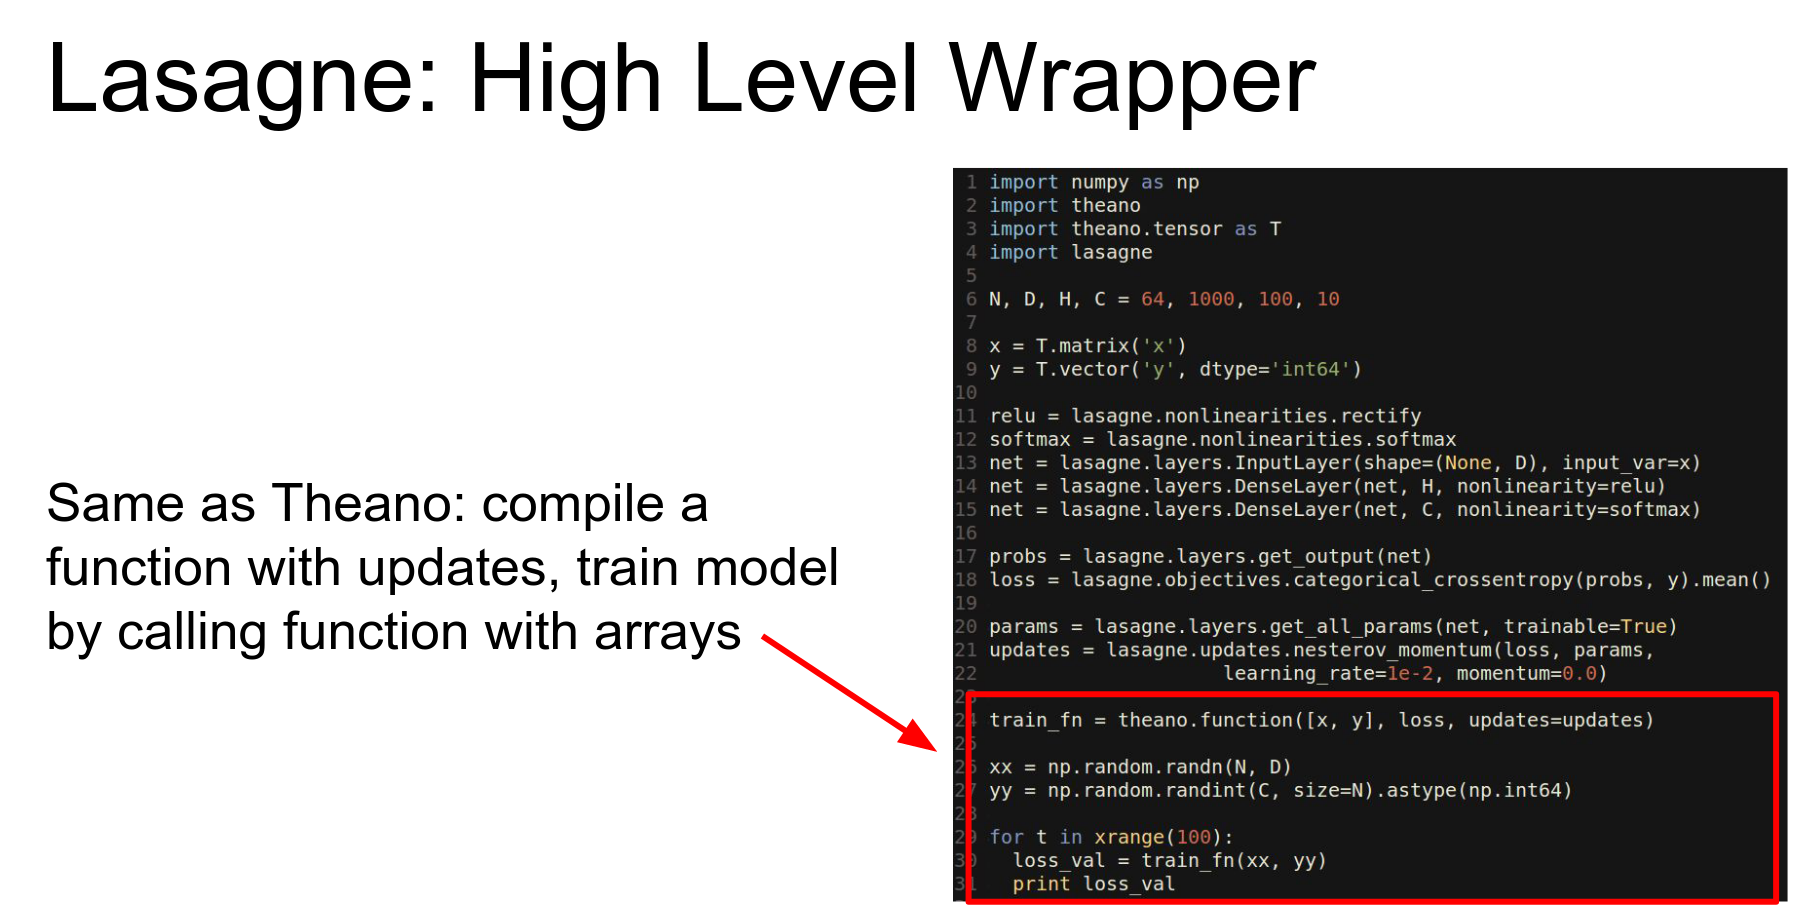 Lasagne: High Level Wrapper
Same as Theano: compile a
function with updates, train model
by calling function with arrays
1 import numpy as np
2 import theano
3 import theano.tensor as T
4 import lasagne
5
6 N, D, H, C = 64, 1000, 100, 10
7
8 x = T.matrix('x')
9 y = T.vector('y', dtype='int64')
10
11 relu = lasagne.nonlinearities.rectify
12 softmax = lasagne.nonlinearities.softmax
13 net = lasagne.layers.InputLayer(shape=(None, D), input_var=x)
14 net = lasagne.layers.DenseLayer(net, H, nonlinearity=relu)
15 net = lasagne.layers.DenseLayer(net, C, nonlinearity=softmax)
16
17 probs = lasagne.layers.get_output(net)
18 loss = lasagne.objectives.categorical_crossentropy(probs, y).mean()
19
20 params = lasagne.layers.get_all_params(net, trainable=True)
21 updates = lasagne.updates.nesterov_momentum(loss, params,
22                     learning_rate=1e-2, momentum=0.0)
23
24 train_fn = theano.function([x, y], loss, updates=updates)
25
26 xx = np.random.randn(N, D)
27 yy = np.random.randint(C, size=N).astype(np.int64)
28
29 for t in xrange(100):
30   loss_val = train_fn(xx, yy)
31   print loss_val